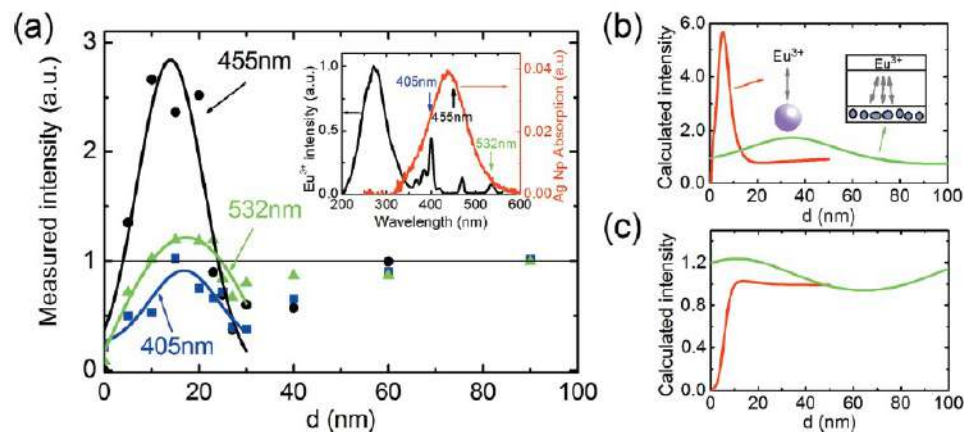 (a)
Measured intensity (a.u.)
3
2
1
0
0 20 40 60 80 100
d (nm)
455nm
532nm
405nm
Eu³⁺ intensity (a.u.)
1.0
0.5
0.0
200 300 400 500 600
Wavelength (nm)
405nm
455nm
532nm
0.04
0.02
0.00
Ag Np Absorption (a.u)
(b)
Calculated intensity
6.0
4.0
2.0
0.0
0 20 40 60 80 100
d (nm)
Eu³⁺
Eu³⁺
(c)
Calculated intensity
1.2
0.8
0.4
0.0
0 20 40 60 80 100
d (nm)